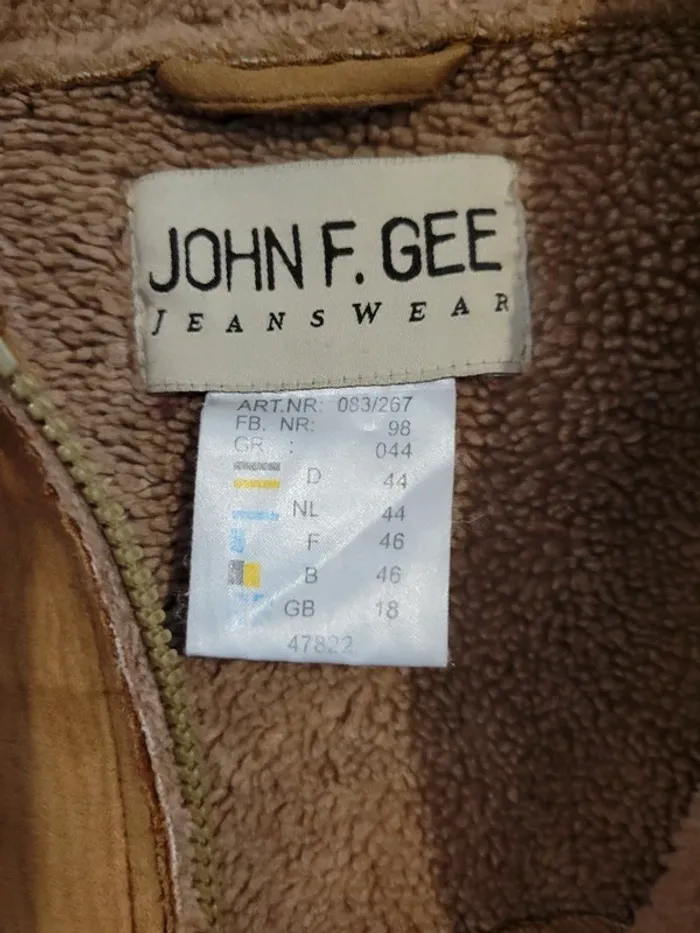 JOHN F. GEE
JEANSWEAR
ART.NR: 083/267
FB. NR: 98
GR : 044
D 44
NL 44
F 46
B 46
GB 18
47822